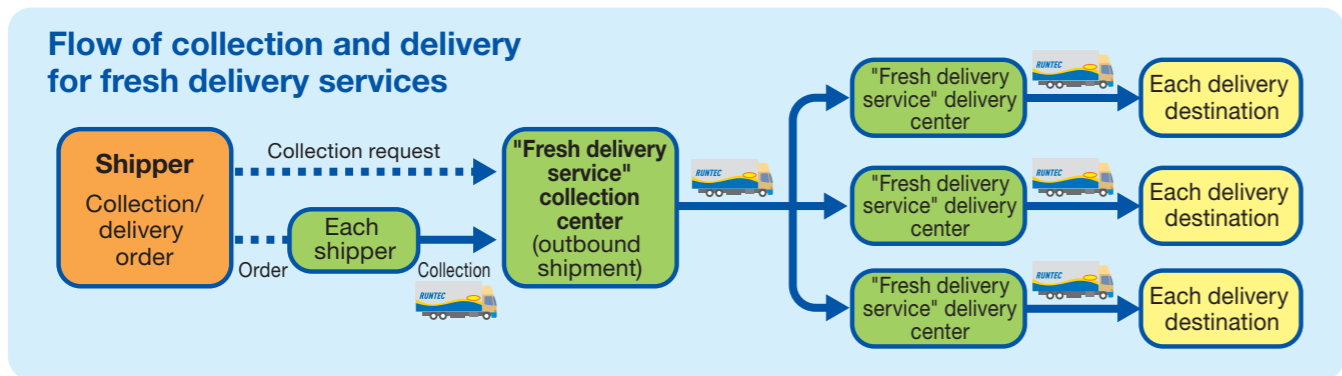 Flow of collection and delivery
for fresh delivery services
Shipper
Collection/
delivery
order
Collection request
Order
Each
shipper
Collection
RUNTEC
"Fresh delivery
service"
collection
center
(outbound
shipment)
RUNTEC
"Fresh delivery
service" delivery
center
RUNTEC
Each delivery
destination
"Fresh delivery
service" delivery
center
RUNTEC
Each delivery
destination
"Fresh delivery
service" delivery
center
RUNTEC
Each delivery
destination